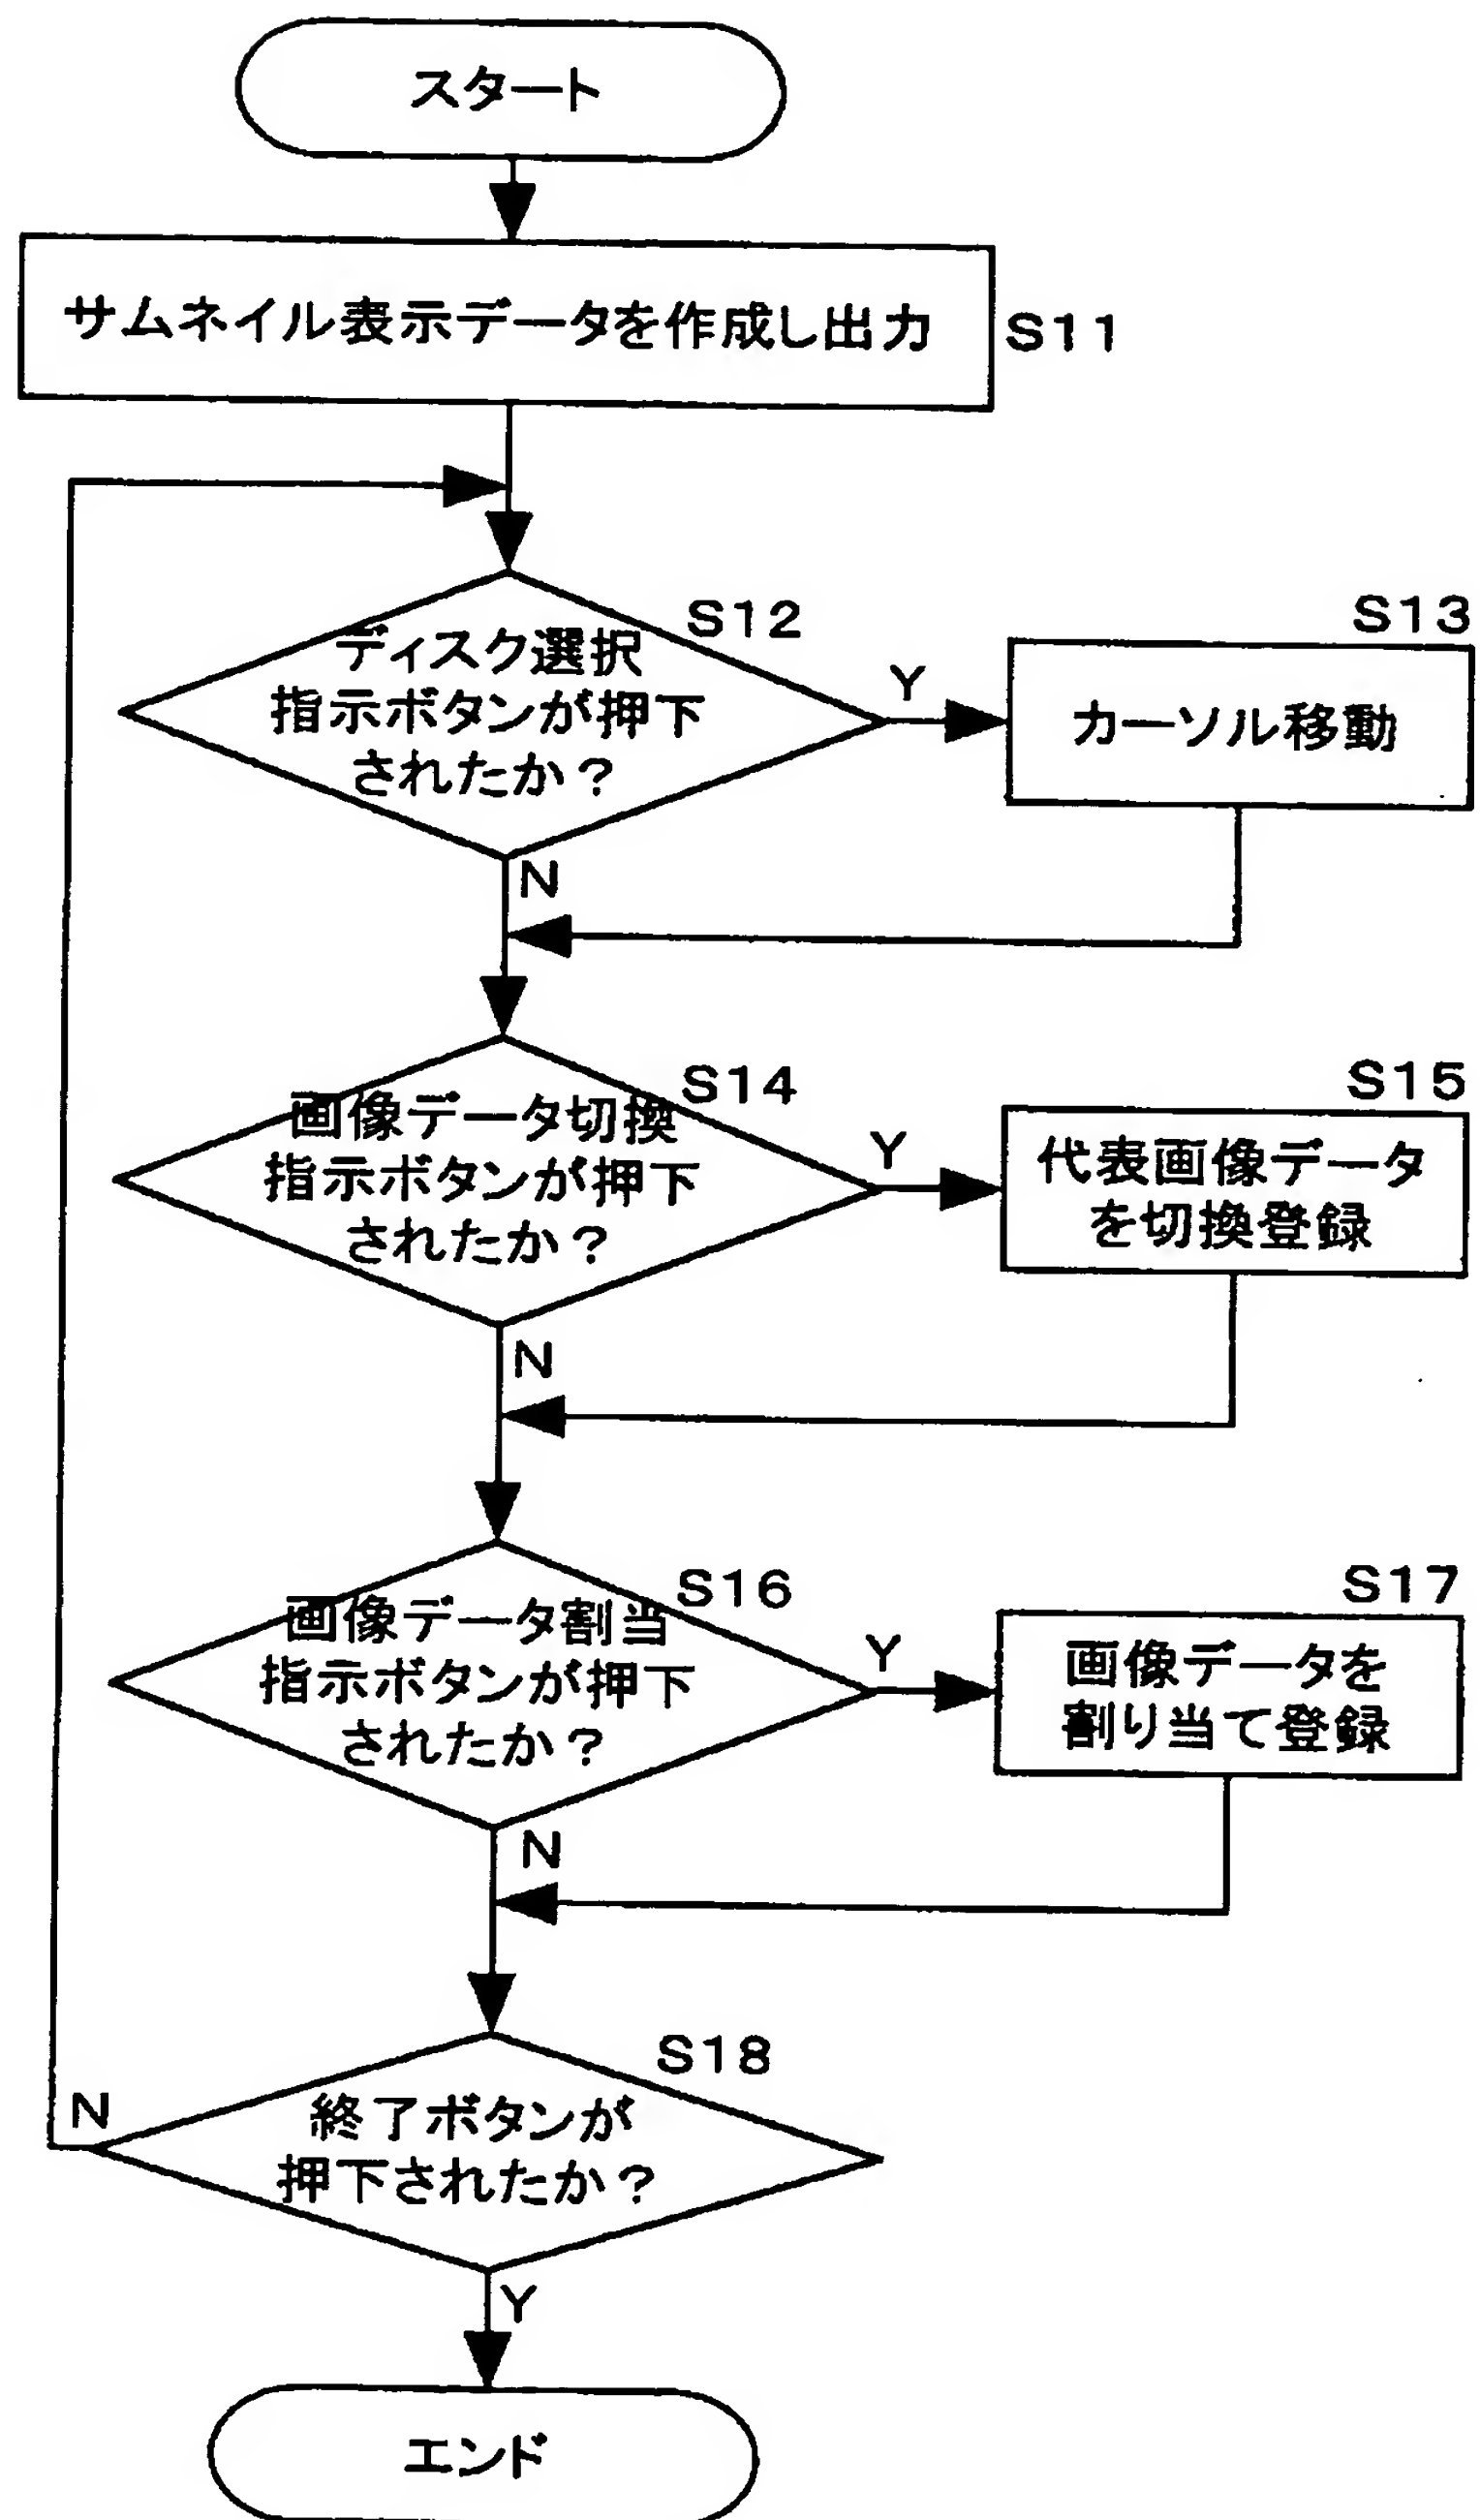 スタート
サムネイル表示データを作成し出力
S11
S12
ディスク選択
指示ボタンが押下
されたか？
Y
S13
カーソル移動
N
S14
画像データ切換
指示ボタンが押下
されたか？
Y
S15
代表画像データ
を切換登録
N
S16
画像データ割当
指示ボタンが押下
されたか？
Y
S17
画像データを
割り当て登録
N
S18
終了ボタンが
押下されたか？
N
Y
エンド